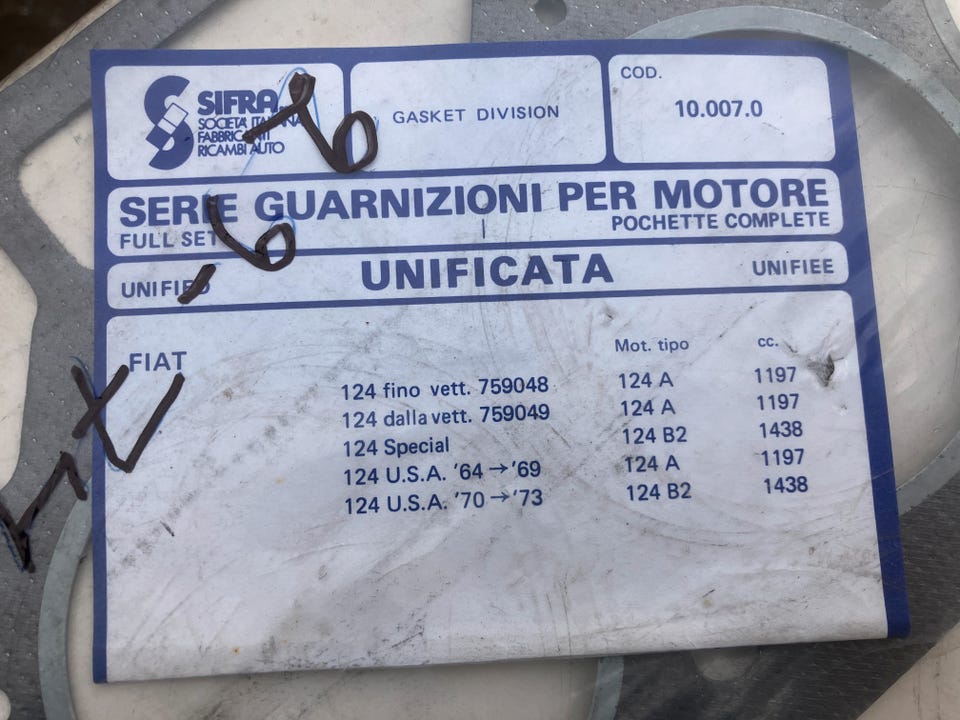 SIFRA
SOCIETÀ ITALIANA
FABBRICANTI
RICAMBI AUTO
GASKET DIVISION
COD.
10.007.0
SERIE GUARNIZIONI PER MOTORE
FULL SET
POCHETTE COMPLETE
UNIFIED
UNIFICATA
UNIFIEE
FIAT
Mot. tipo cc.
124 fino vett. 759048 124 A 1197
124 dalla vett. 759049 124 A 1197
124 Special 124 B2 1438
124 U.S.A. '64→'69 124 A 1197
124 U.S.A. '70→'73 124 B2 1438